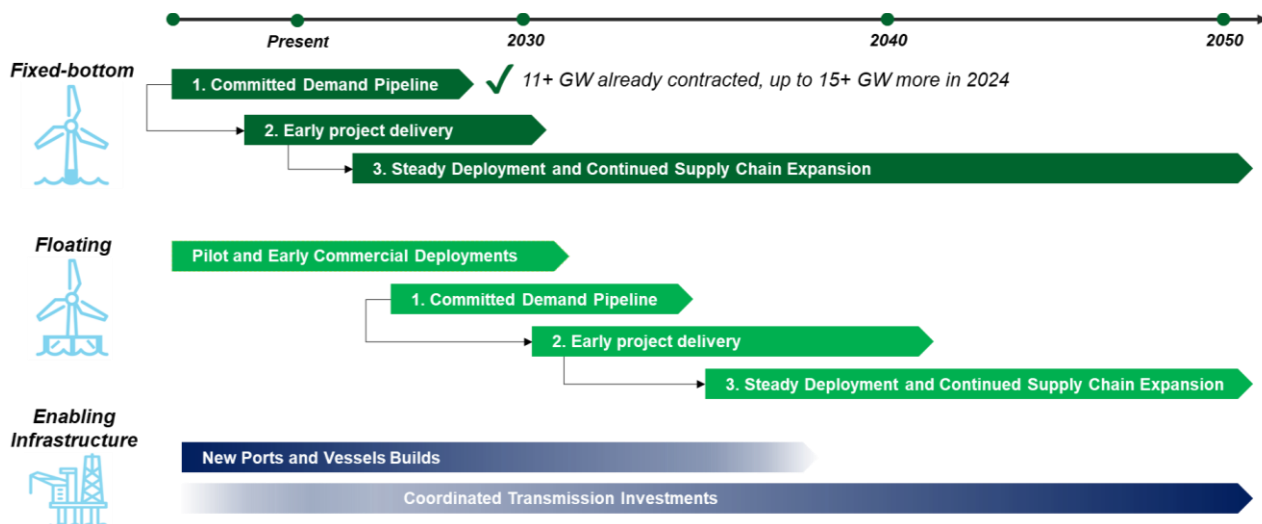 Present
2030
2040
2050
Fixed-bottom
1. Committed Demand Pipeline
11+ GW already contracted, up to 15+ GW more in 2024
2. Early project delivery
3. Steady Deployment and Continued Supply Chain Expansion
Floating
Pilot and Early Commercial Deployments
1. Committed Demand Pipeline
2. Early project delivery
3. Steady Deployment and Continued Supply Chain Expansion
Enabling
Infrastructure
New Ports and Vessels Builds
Coordinated Transmission Investments